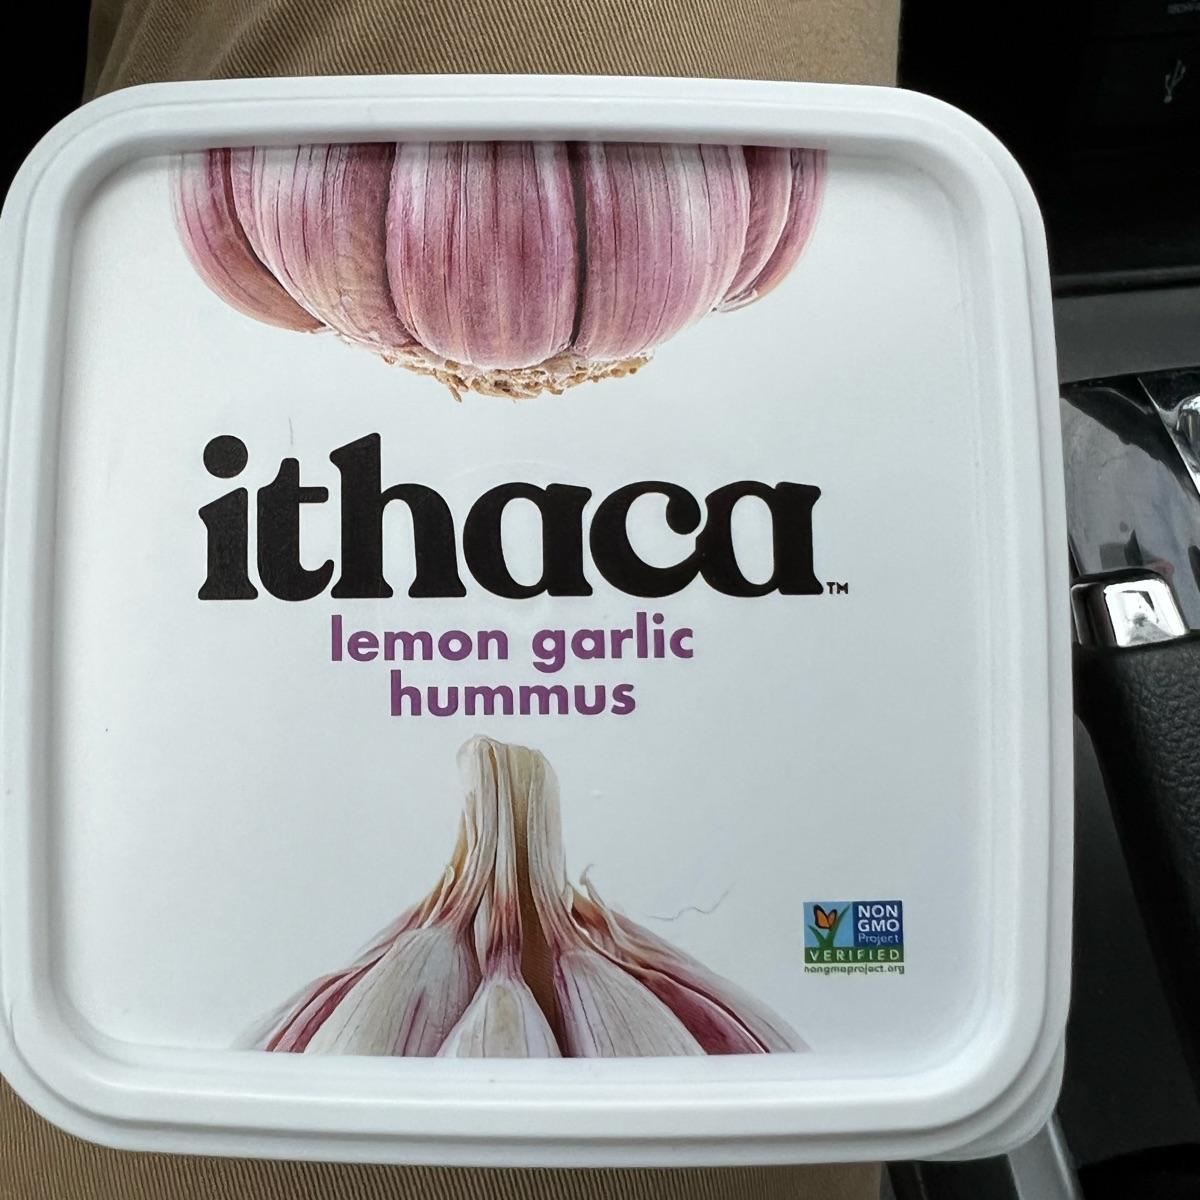 ithaca™
lemon garlic
hummus
NON
GMO
Project
VERIFIED
nongmoproject.org